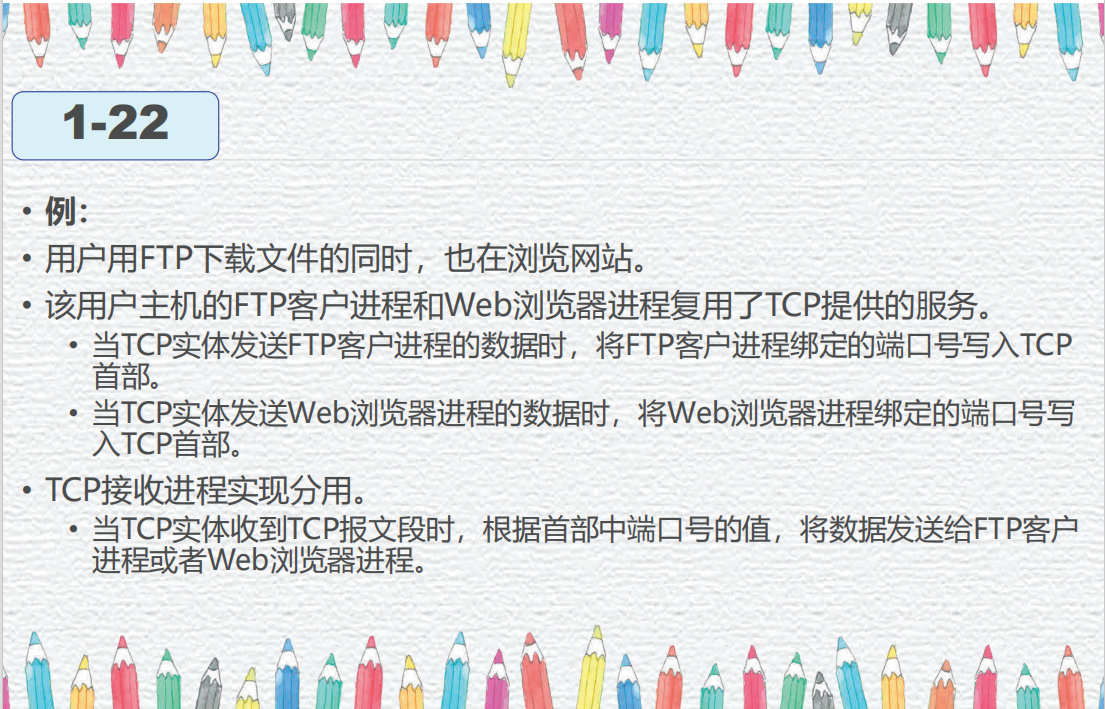 1-22
• 例：
• 用户用FTP下载文件的同时，也在浏览网站。
• 该用户主机的FTP客户进程和Web浏览器进程复用了TCP提供的服务。
• 当TCP实体发送FTP客户进程的数据时，将FTP客户进程绑定的端口号写入TCP
首部。
• 当TCP实体发送Web浏览器进程的数据时，将Web浏览器进程绑定的端口号写
入TCP首部。
• TCP接收进程实现分用。
• 当TCP实体收到TCP报文段时，根据首部中端口号的值，将数据发送给FTP客户
进程或者Web浏览器进程。